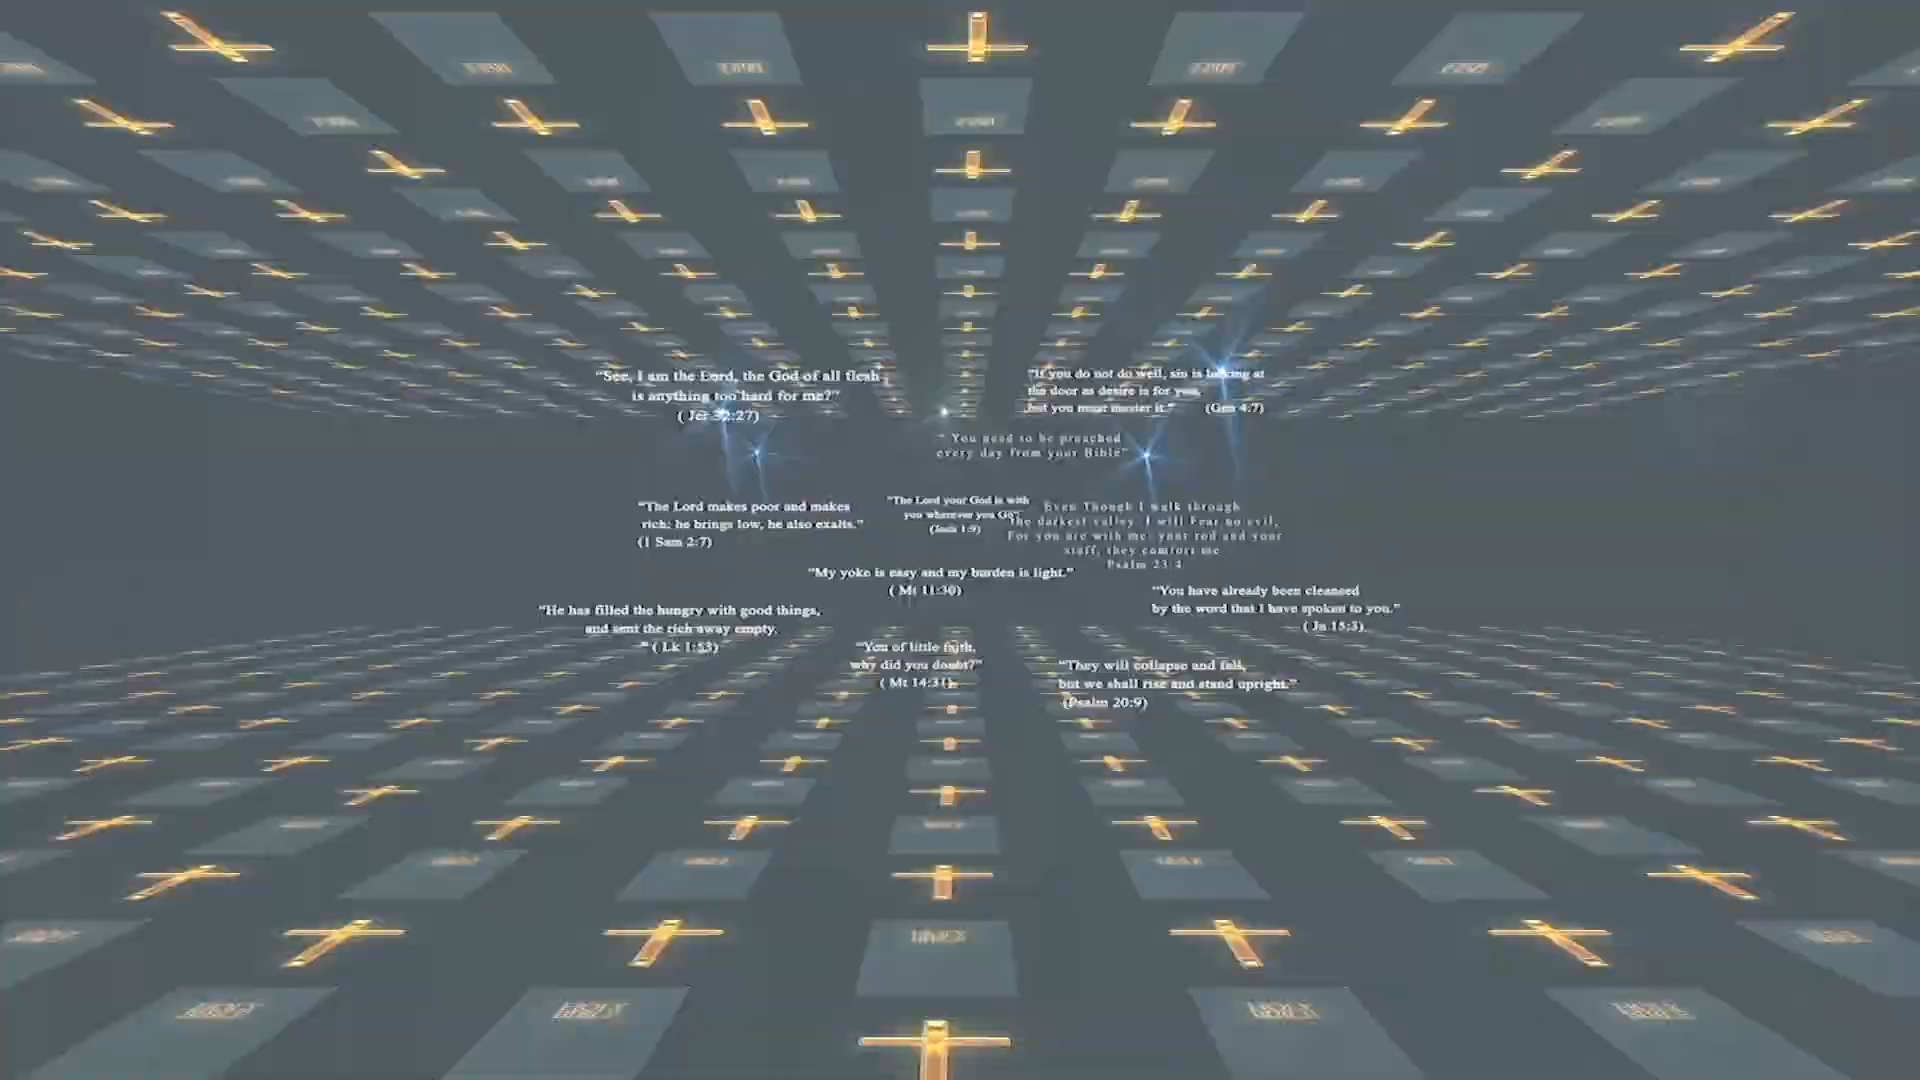 "See, I am the Lord, the God of all flesh
is anything too hard for me?"
( Jer 32:27)
"If you do not do well, sin is lurking at
the door as desire is for you,
but you must master it." (Gen 4:7)
" You need to be preached
every day from your Bible"
"The Lord makes poor and makes
rich; he brings low, he also exalts."
(1 Sam 2:7)
"The Lord your God is with
you wherever you Go"
1:9)
Even Though I walk through
the darkest valley, I will Fear no evil,
For you are with me; your rod and your
staff, they comfort me
Psalm 23:4
"My yoke is easy and my burden is light."
( Mt 11:30)
"You have already been cleansed
by the word that I have spoken to you."
( Jn 15:3)
"He has filled the hungry with good things,
and sent the rich away empty.
" ( Lk 1:53)
"You of little faith,
why did you doubt?"
( Mt 14:31)
"They will collapse and fall,
but we shall rise and stand upright."
(Psalm 20:9)
HOLY
HOLY
HOLY
HOLY